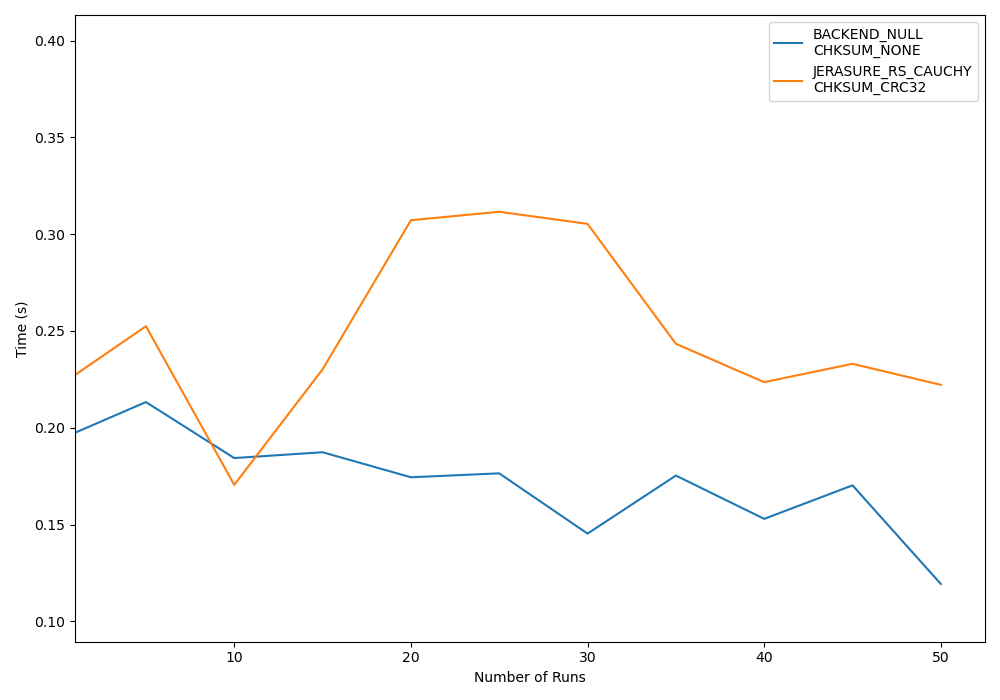 BACKEND_NULL
CHKSUM_NONE
JERASURE_RS_CAUCHY
CHKSUM_CRC32
Time (s)
0.40
0.35
0.30
0.25
0.20
0.15
0.10
10 20 30 40 50
Number of Runs